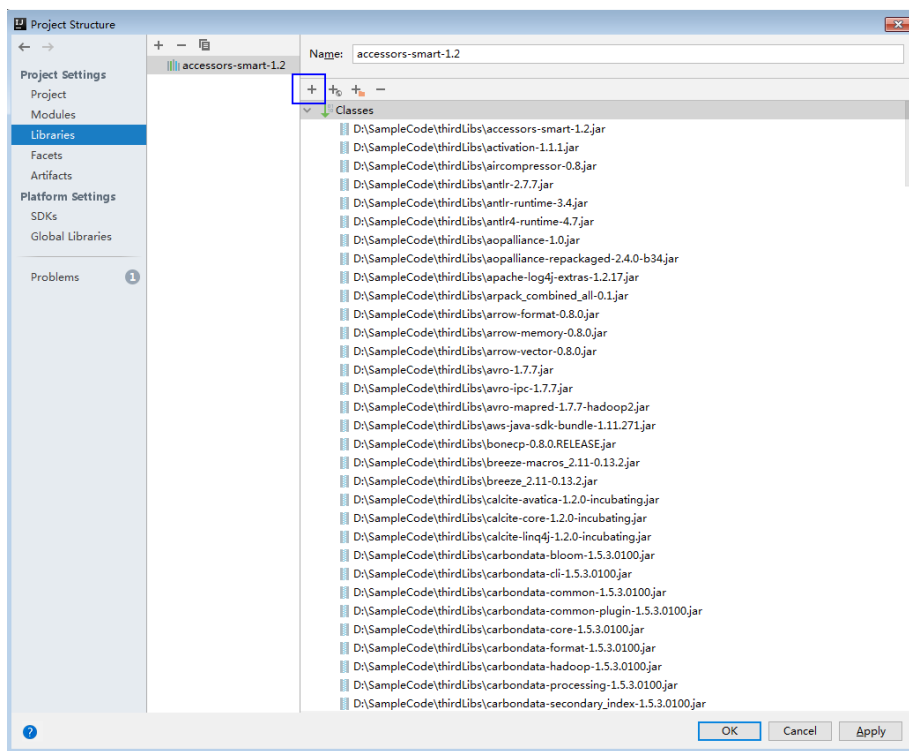 Project Structure
Project Settings
Project
Modules
Libraries
Facets
Artifacts
Platform Settings
SDKs
Global Libraries
Problems
1
accessors-smart-1.2
Name: accessors-smart-1.2
Classes
D:\SampleCode\thirdLibs\accessors-smart-1.2.jar
D:\SampleCode\thirdLibs\activation-1.1.1.jar
D:\SampleCode\thirdLibs\aircompressor-0.8.jar
D:\SampleCode\thirdLibs\antlr-2.7.7.jar
D:\SampleCode\thirdLibs\antlr-runtime-3.4.jar
D:\SampleCode\thirdLibs\antlr4-runtime-4.7.jar
D:\SampleCode\thirdLibs\aopalliance-1.0.jar
D:\SampleCode\thirdLibs\aopalliance-repackaged-2.4.0-b34.jar
D:\SampleCode\thirdLibs\apache-log4j-extras-1.2.17.jar
D:\SampleCode\thirdLibs\arpack_combined_all-0.1.jar
D:\SampleCode\thirdLibs\arrow-format-0.8.0.jar
D:\SampleCode\thirdLibs\arrow-memory-0.8.0.jar
D:\SampleCode\thirdLibs\arrow-vector-0.8.0.jar
D:\SampleCode\thirdLibs\avro-1.7.7.jar
D:\SampleCode\thirdLibs\avro-ipc-1.7.7.jar
D:\SampleCode\thirdLibs\avro-mapred-1.7.7-hadoop2.jar
D:\SampleCode\thirdLibs\aws-java-sdk-bundle-1.11.271.jar
D:\SampleCode\thirdLibs\bonecp-0.8.0.RELEASE.jar
D:\SampleCode\thirdLibs\breeze-macros_2.11-0.13.2.jar
D:\SampleCode\thirdLibs\breeze_2.11-0.13.2.jar
D:\SampleCode\thirdLibs\calcite-avatica-1.2.0-incubating.jar
D:\SampleCode\thirdLibs\calcite-core-1.2.0-incubating.jar
D:\SampleCode\thirdLibs\calcite-linq4j-1.2.0-incubating.jar
D:\SampleCode\thirdLibs\carbondata-bloom-1.5.3.0100.jar
D:\SampleCode\thirdLibs\carbondata-cli-1.5.3.0100.jar
D:\SampleCode\thirdLibs\carbondata-common-1.5.3.0100.jar
D:\SampleCode\thirdLibs\carbondata-common-plugin-1.5.3.0100.jar
D:\SampleCode\thirdLibs\carbondata-core-1.5.3.0100.jar
D:\SampleCode\thirdLibs\carbondata-format-1.5.3.0100.jar
D:\SampleCode\thirdLibs\carbondata-hadoop-1.5.3.0100.jar
D:\SampleCode\thirdLibs\carbondata-processing-1.5.3.0100.jar
D:\SampleCode\thirdLibs\carbondata-secondary_index-1.5.3.0100.jar
OK
Cancel
Apply